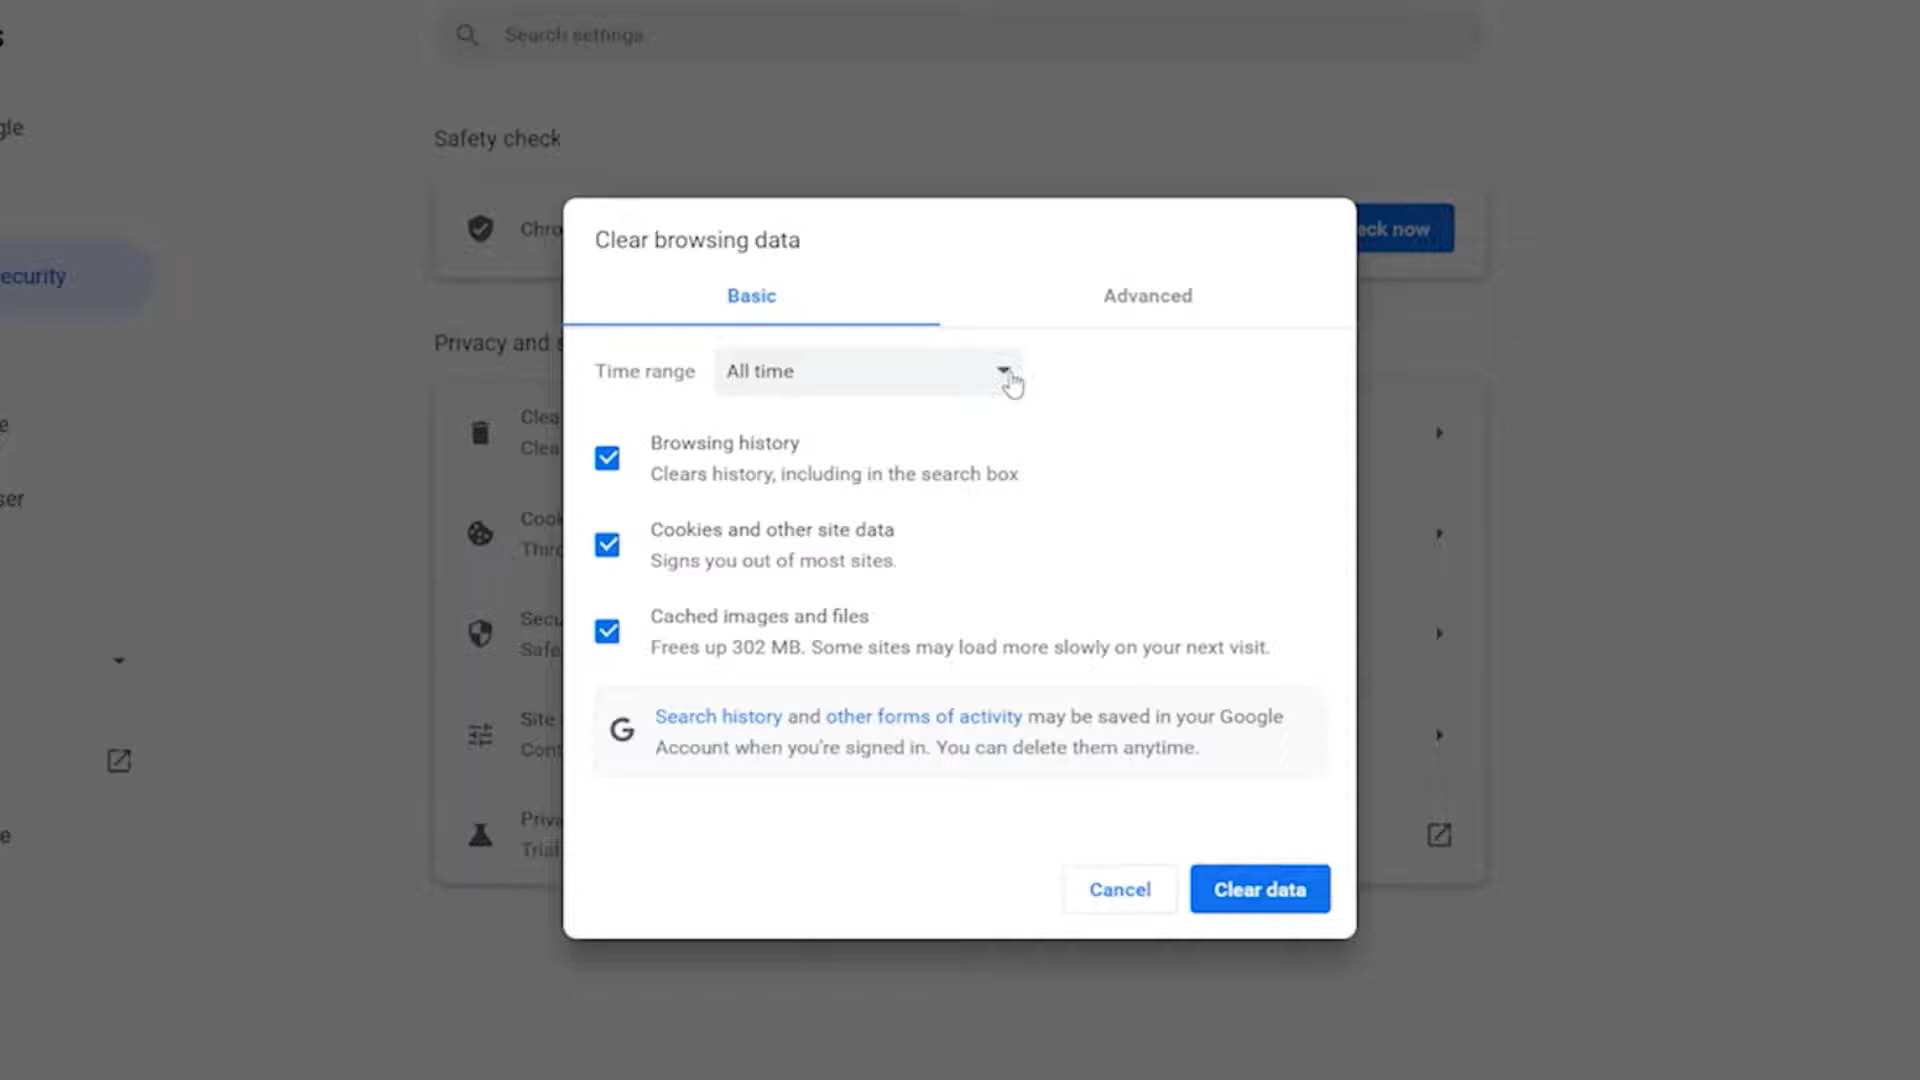 Search settings
Safety check
Clear browsing data
Basic
Advanced
Time range
All time
Browsing history
Clears history, including in the search box
Cookies and other site data
Signs you out of most sites.
Cached images and files
Frees up 302 MB. Some sites may load more slowly on your next visit.
Search history and other forms of activity may be saved in your Google
Account when you're signed in. You can delete them anytime.
Cancel
Clear data
Privacy and
now
Site